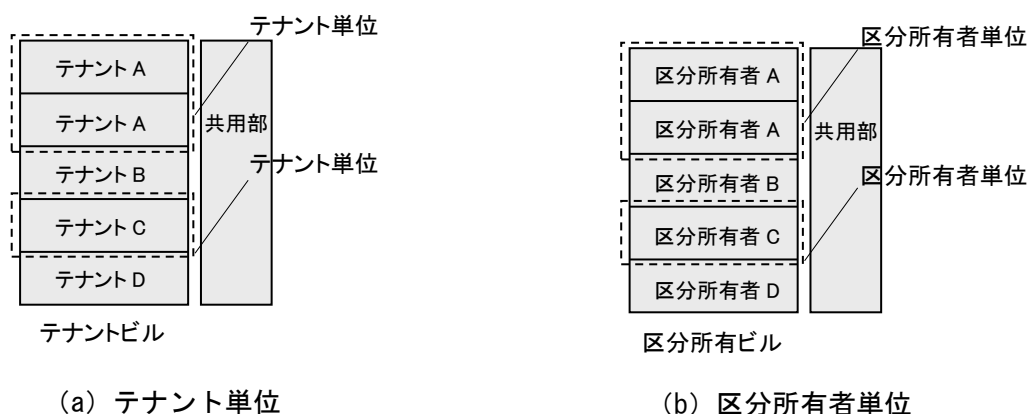 テナント単位
テナント A
テナント A
共用部
テナント単位
テナント B
テナント C
テナント D
テナントビル
(a) テナント単位
区分所有者単位
区分所有者 A
区分所有者 A
共用部
区分所有者単位
区分所有者 B
区分所有者 C
区分所有者 D
区分所有ビル
(b) 区分所有者単位